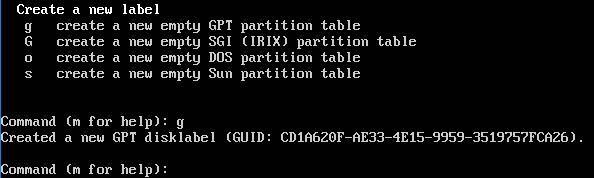 Create a new label
g   create a new empty GPT partition table
G   create a new empty SGI (IRIX) partition table
o   create a new empty DOS partition table
s   create a new empty Sun partition table
Command (m for help): g
Created a new GPT disklabel (GUID: CD1A620F-AE33-4E15-9959-3519757FCA26).
Command (m for help):